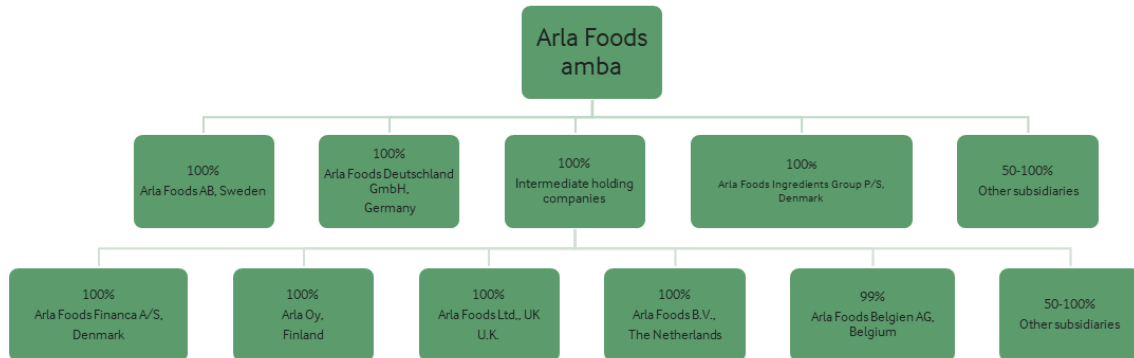 Arla Foods
amba
100%
Arla Foods AB, Sweden
100%
Arla Foods Deutschland
GmbH,
Germany
100%
Intermediate holding
companies
100%
Arla Foods Ingredients Group P/S,
Denmark
50-100%
Other subsidiaries
100%
Arla Foods Financa A/S,
Denmark
100%
Arla Oy,
Finland
100%
Arla Foods Ltd,, UK
U.K.
100%
Arla Foods B.V.,
The Netherlands
99%
Arla Foods Belgien AG,
Belgium
50-100%
Other subsidiaries